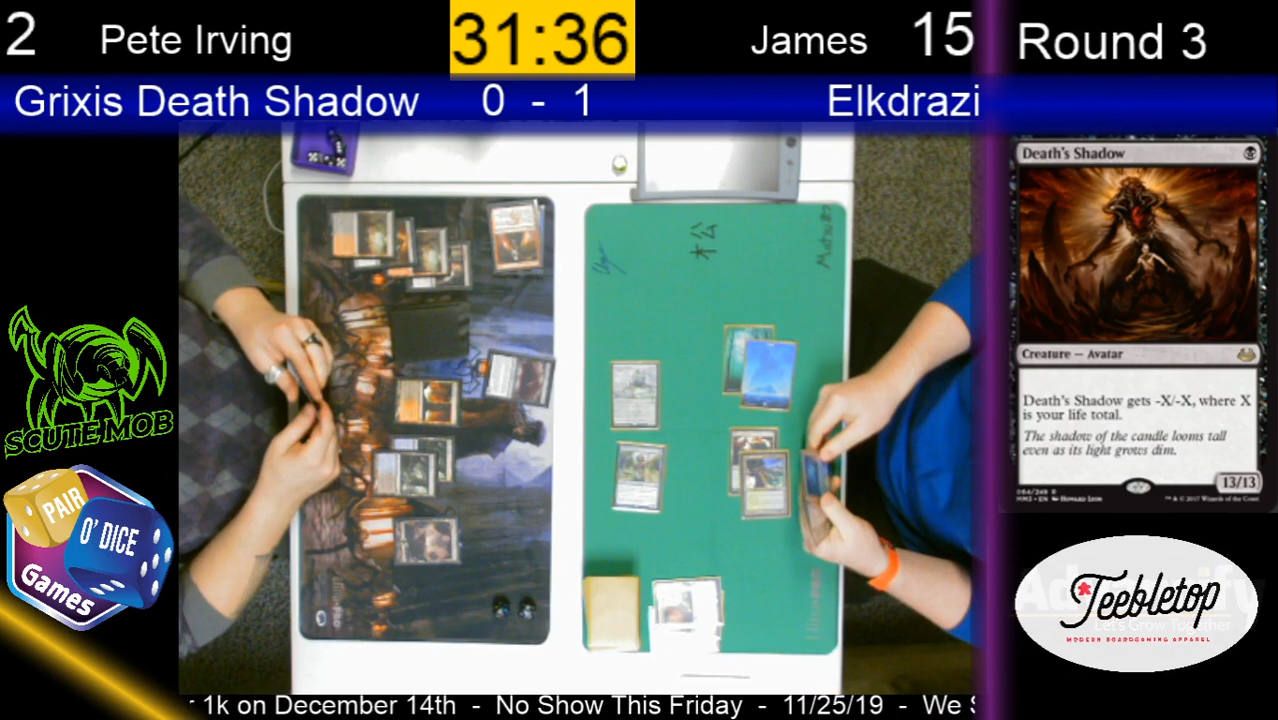 2 Pete Irving 31:36 James 15 Round 3
Grixis Death Shadow 0 - 1 Elkdrazi
Death's Shadow
Creature — Avatar
Death's Shadow gets -X/-X, where X
is your life total.
The shadow of the candle looms tall
even as its light grows dim.
13/13
SCUTE MOB
PAIR
O' DICE
Games
Teebletop
MODERN BOARDGAMING APPAREL
r 1k on December 14th - No Show This Friday - 11/25/19 - We S